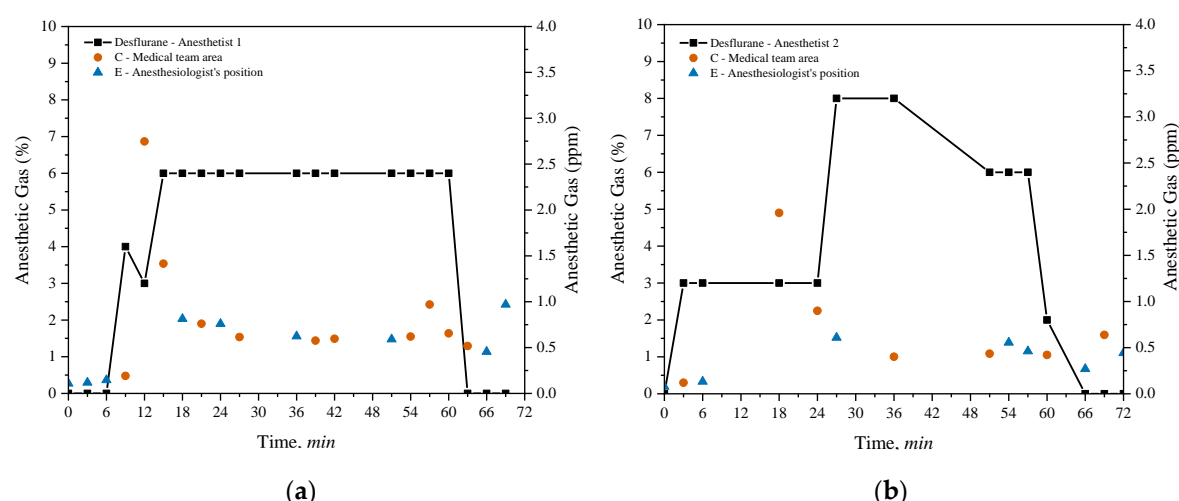 Desflurane - Anesthetist 1
C - Medical team area
E - Anesthesiologist's position
Anesthetic Gas (%)
10
9
8
7
6
5
4
3
2
1
0
4.0
3.5
3.0
2.5
2.0
1.5
1.0
0.5
0.0
Anesthetic Gas (ppm)
0 6 12 18 24 30 36 42 48 54 60 66 72
Time, min
(a)
Desflurane - Anesthetist 2
C - Medical team area
E - Anesthesiologist's position
Anesthetic Gas (%)
10
9
8
7
6
5
4
3
2
1
0
4.0
3.5
3.0
2.5
2.0
1.5
1.0
0.5
0.0
Anesthetic Gas (ppm)
0 6 12 18 24 30 36 42 48 54 60 66 72
Time, min
(b)